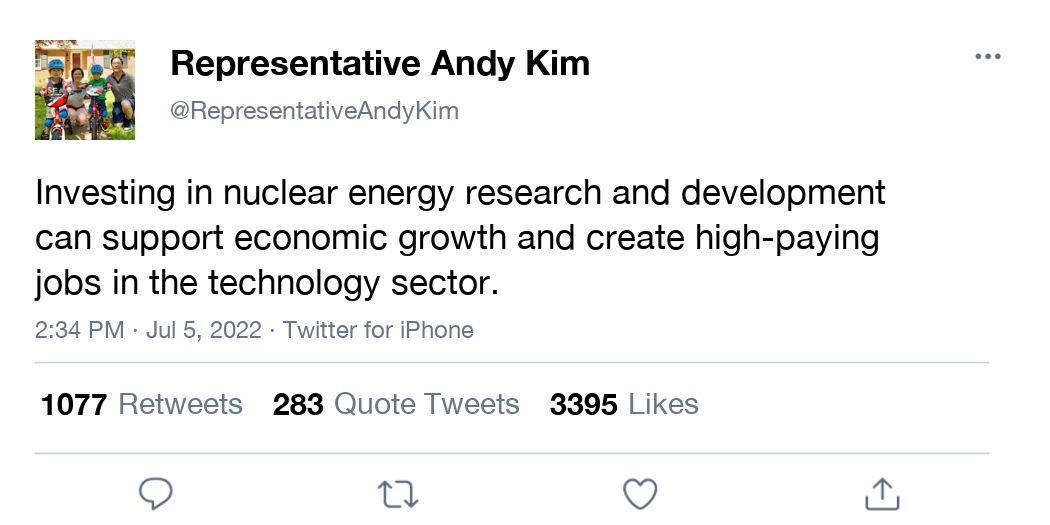 Representative Andy Kim
@RepresentativeAndyKim
Investing in nuclear energy research and development
can support economic growth and create high-paying
jobs in the technology sector.
2:34 PM · Jul 5, 2022 · Twitter for iPhone
1077 Retweets 283 Quote Tweets 3395 Likes